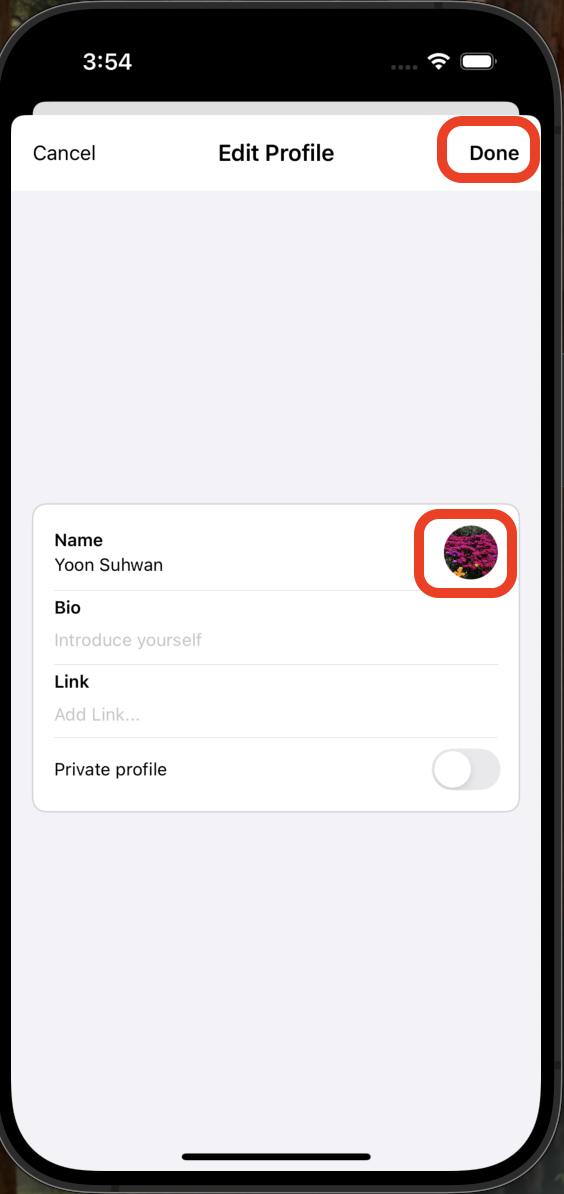 3:54
Cancel
Edit Profile
Done
Name
Yoon Suhwan
Bio
Introduce yourself
Link
Add Link...
Private profile